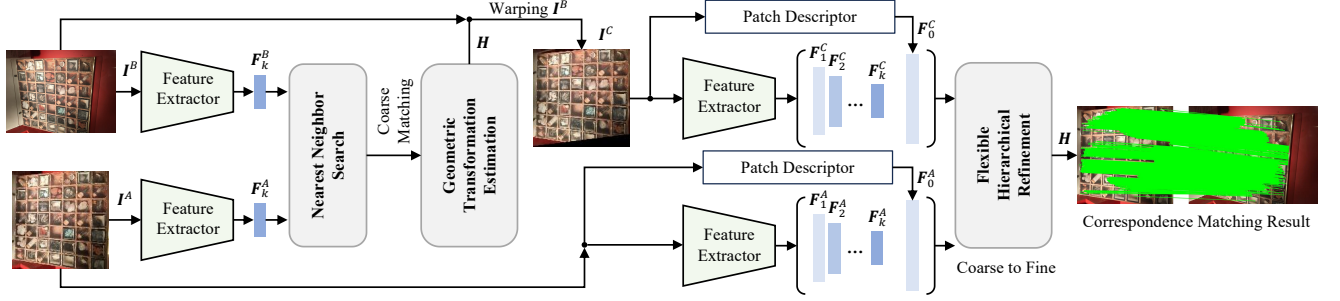 Warping I^B
I^C
H
I^B
Feature
Extractor
F_k^B
Nearest Neighbor
Search
Coarse
Matching
Geometric
Transformation
Estimation
I^A
Feature
Extractor
F_k^A
Patch Descriptor
F_0^C
Feature
Extractor
F_1^C
F_2^C
...
F_k^C
Patch Descriptor
F_0^A
Feature
Extractor
F_1^A
F_2^A
...
F_k^A
Flexible
Hierarchical
Refinement
Coarse to Fine
H
Correspondence Matching Result